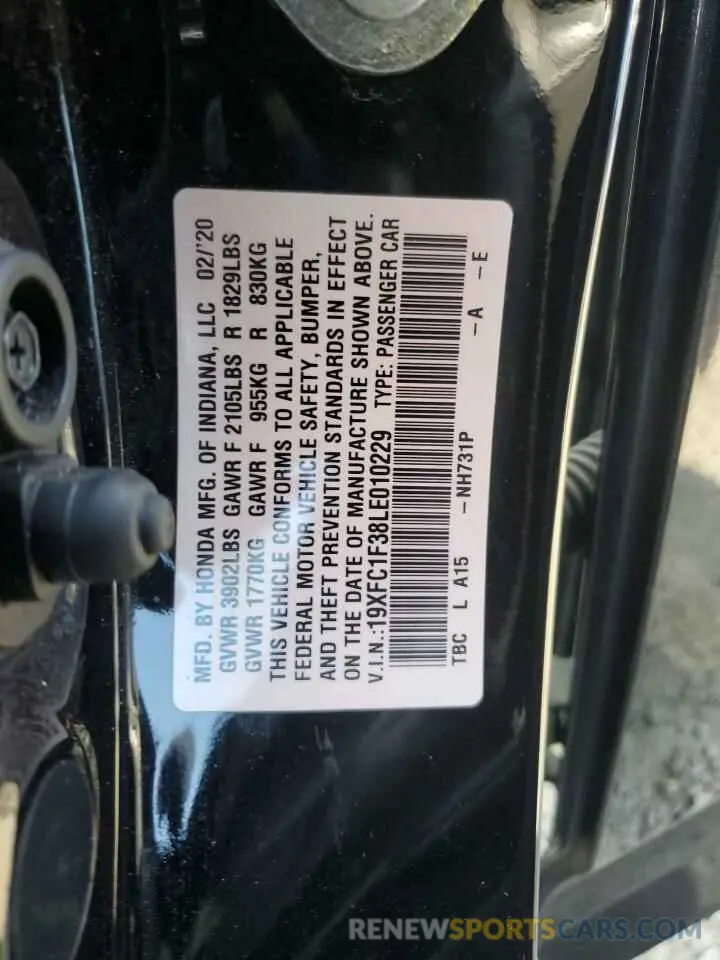 MFD. BY HONDA MFG. OF INDIANA, LLC 02/'20
GVWR 3902LBS GAWR F 2105LBS R 1829LBS
GVWR 1770KG GAWR F 955KG R 830KG
THIS VEHICLE CONFORMS TO ALL APPLICABLE
FEDERAL MOTOR VEHICLE SAFETY, BUMPER,
AND THEFT PREVENTION STANDARDS IN EFFECT
ON THE DATE OF MANUFACTURE SHOWN ABOVE.
V.I.N.:19XFC1F38LE010229 TYPE: PASSENGER CAR
TBC L A15 -NH731P -A -E
RENEWSPORTSCARS.COM